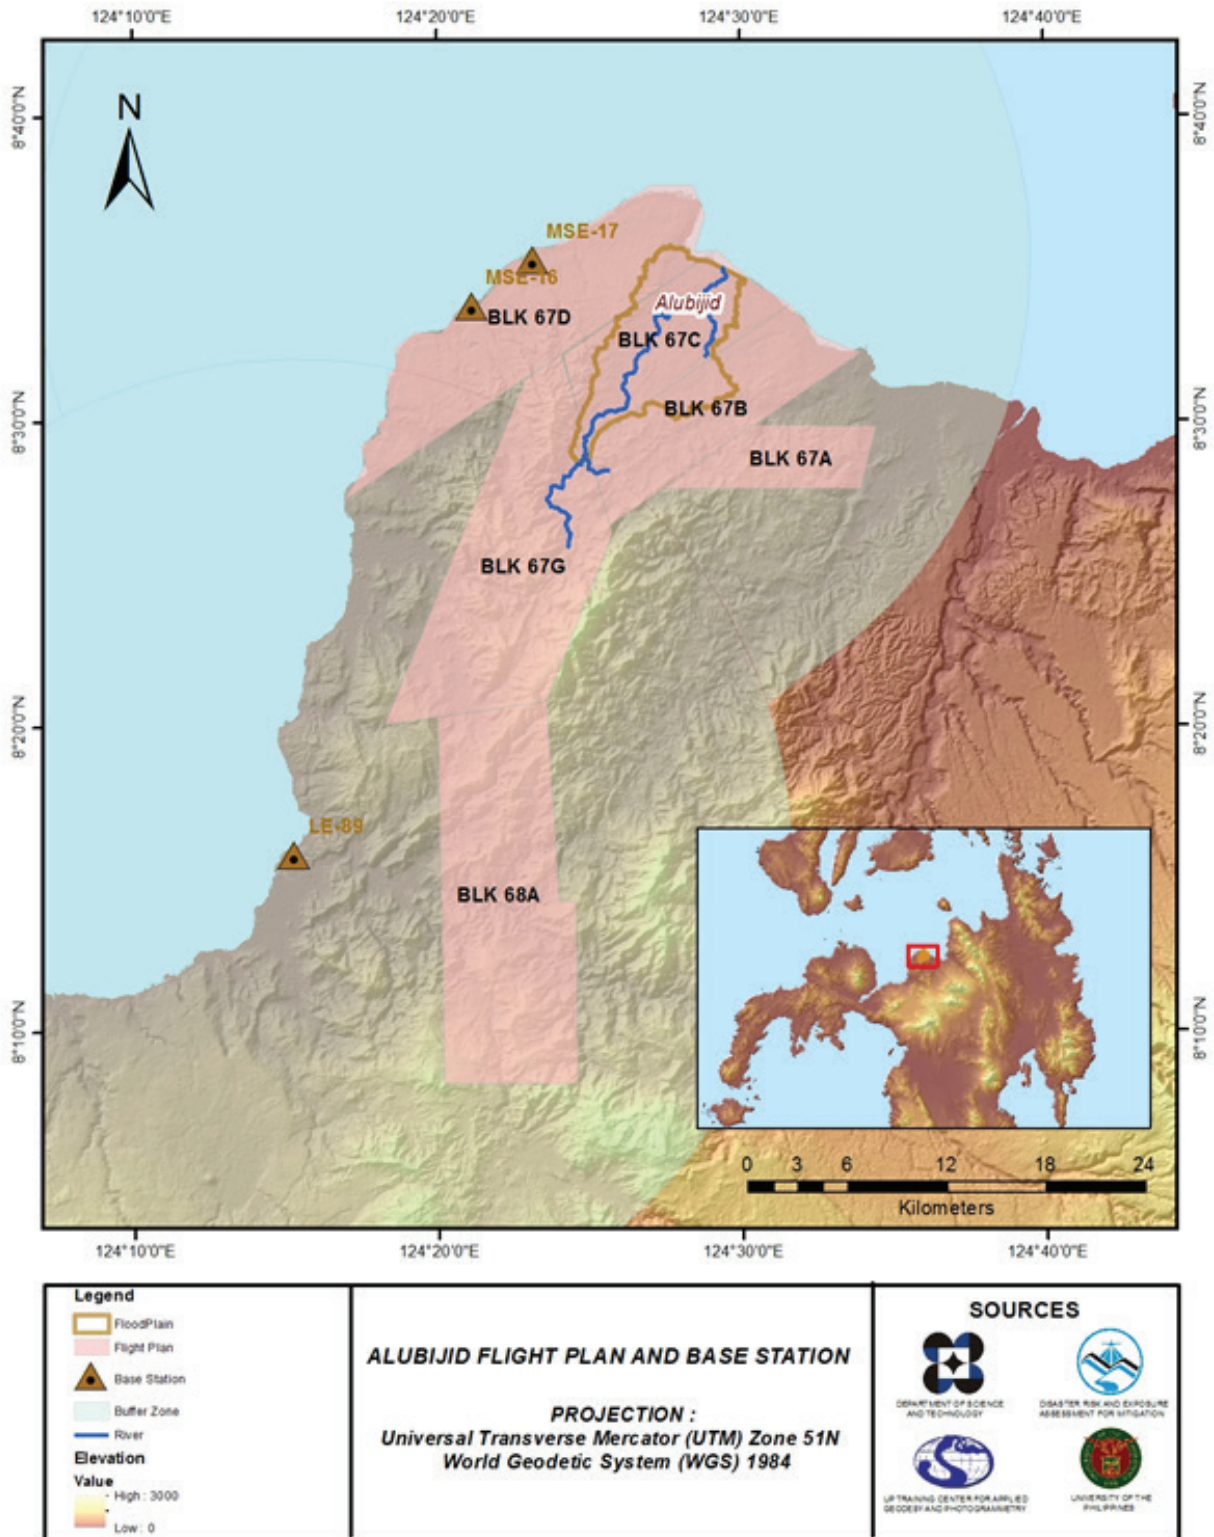 124°10'0"E
124°20'0"E
124°30'0"E
124°40'0"E
8°40'0"N
8°40'0"N
N
MSE-17
MSE-16
BLK 67D
Alubijid
BLK 67C
BLK 67B
8°30'0"N
8°30'0"N
BLK 67A
BLK 67G
8°20'0"N
8°20'0"N
LE-89
BLK 68A
8°10'0"N
8°10'0"N
0 3 6 12 18 24
Kilometers
124°10'0"E
124°20'0"E
124°30'0"E
124°40'0"E
Legend
FloodPlain
Flight Plan
Base Station
Buffer Zone
River
Elevation
Value
High : 3000
Low : 0
ALUBIJID FLIGHT PLAN AND BASE STATION
PROJECTION :
Universal Transverse Mercator (UTM) Zone 51N
World Geodetic System (WGS) 1984
SOURCES
DEPARTMENT OF SCIENCE
AND TECHNOLOGY
DISASTER RISK AND EXPOSURE
ASSESSMENT FOR MITIGATION
UP TRAINING CENTER FOR APPLIED
GEODESY AND PHOTOGRAMMETRY
UNIVERSITY OF THE
PHILIPPINES